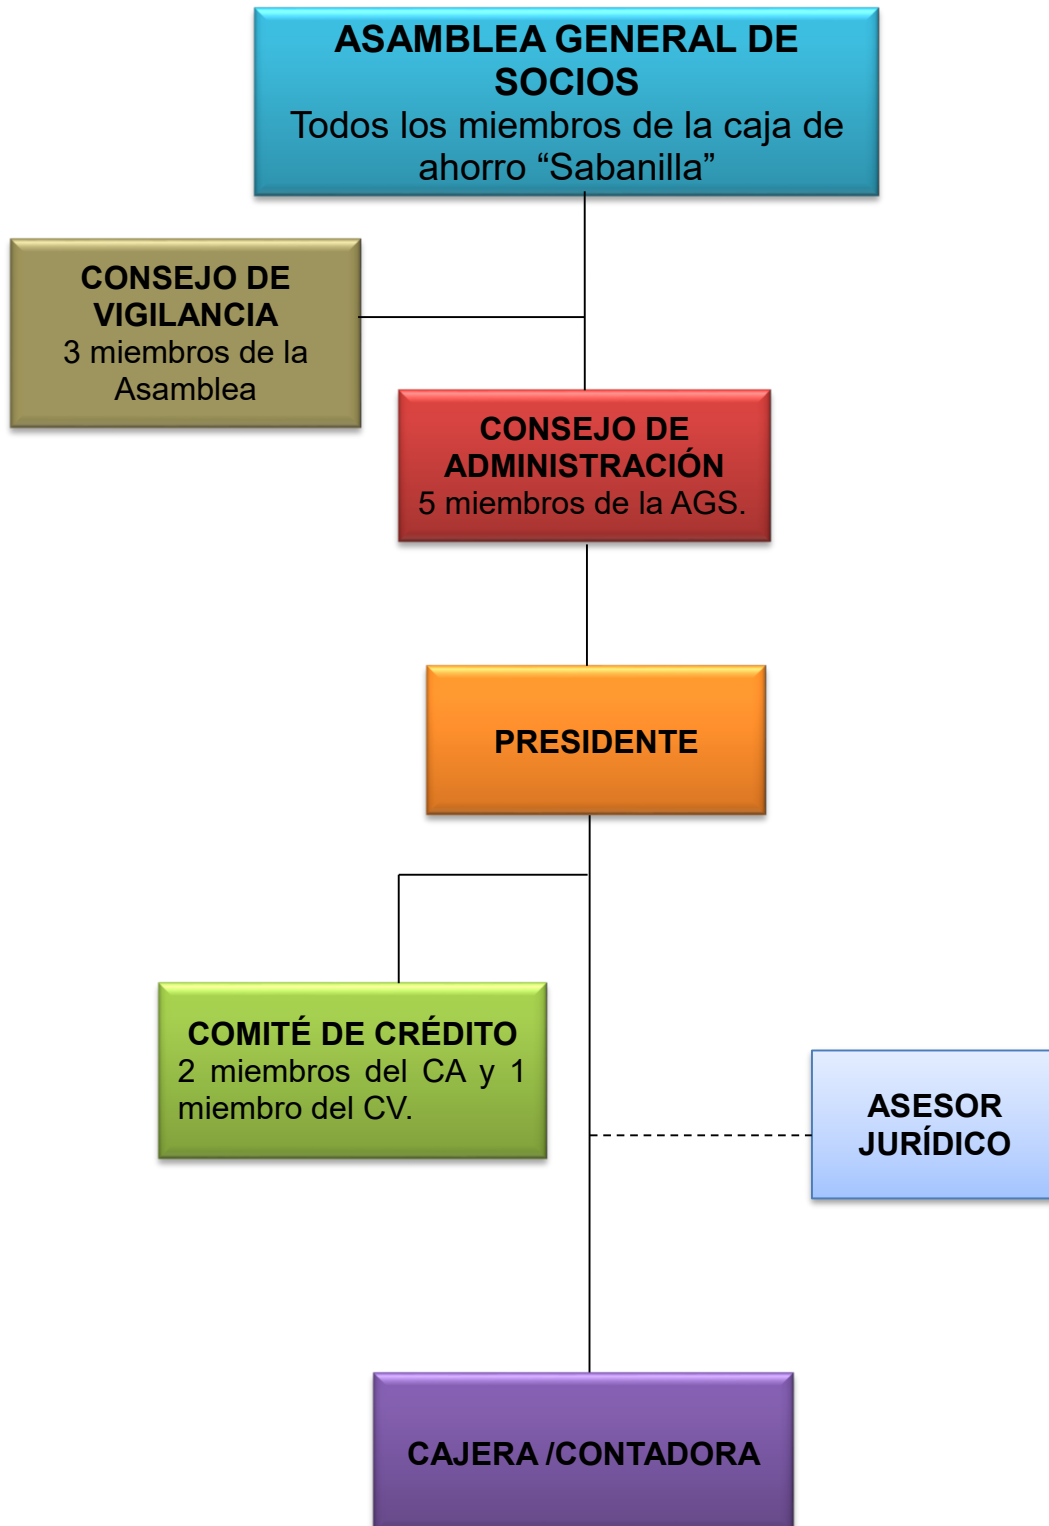 ASAMBLEA GENERAL DE
SOCIOS
Todos los miembros de la caja de
ahorro “Sabanilla”
CONSEJO DE
VIGILANCIA
3 miembros de la
Asamblea
CONSEJO DE
ADMINISTRACIÓN
5 miembros de la AGS.
PRESIDENTE
COMITÉ DE CRÉDITO
2 miembros del CA y 1
miembro del CV.
ASESOR
JURÍDICO
CAJERA /CONTADORA